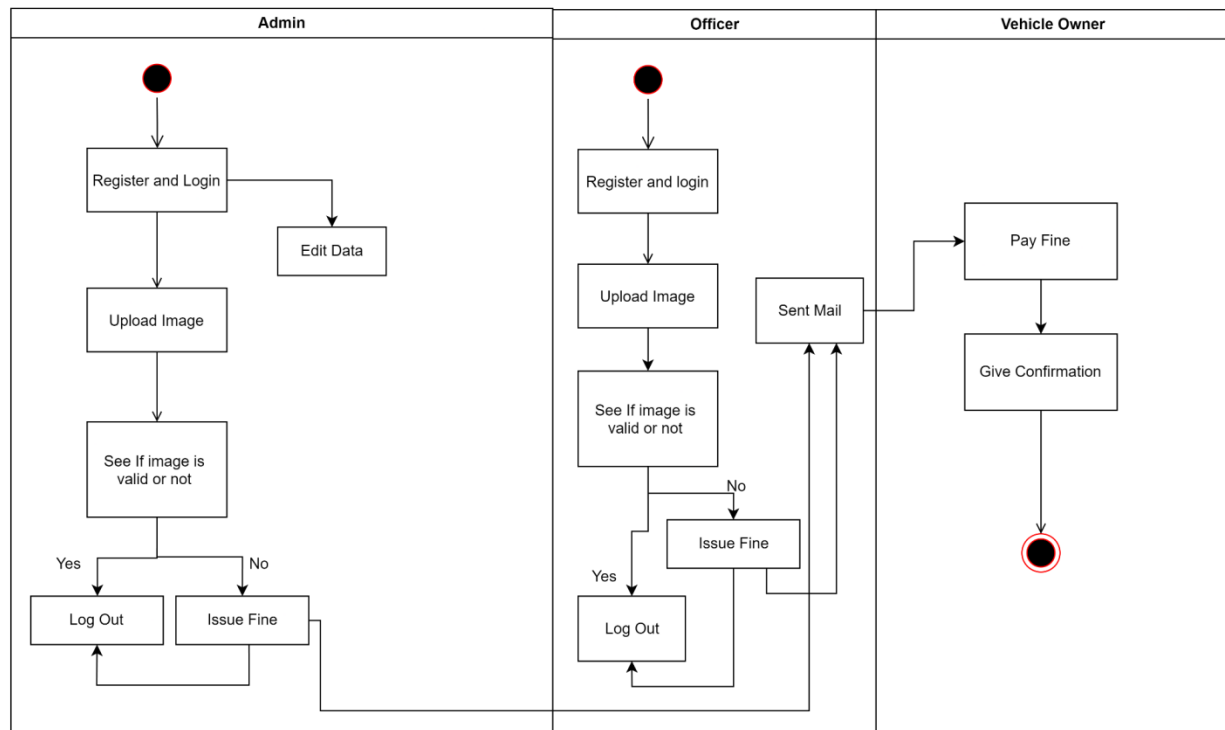 Admin
Officer
Vehicle Owner
Register and Login
Edit Data
Upload Image
See If image is
valid or not
Yes
No
Log Out
Issue Fine
Register and login
Upload Image
Sent Mail
See If image is
valid or not
No
Issue Fine
Yes
Log Out
Pay Fine
Give Confirmation